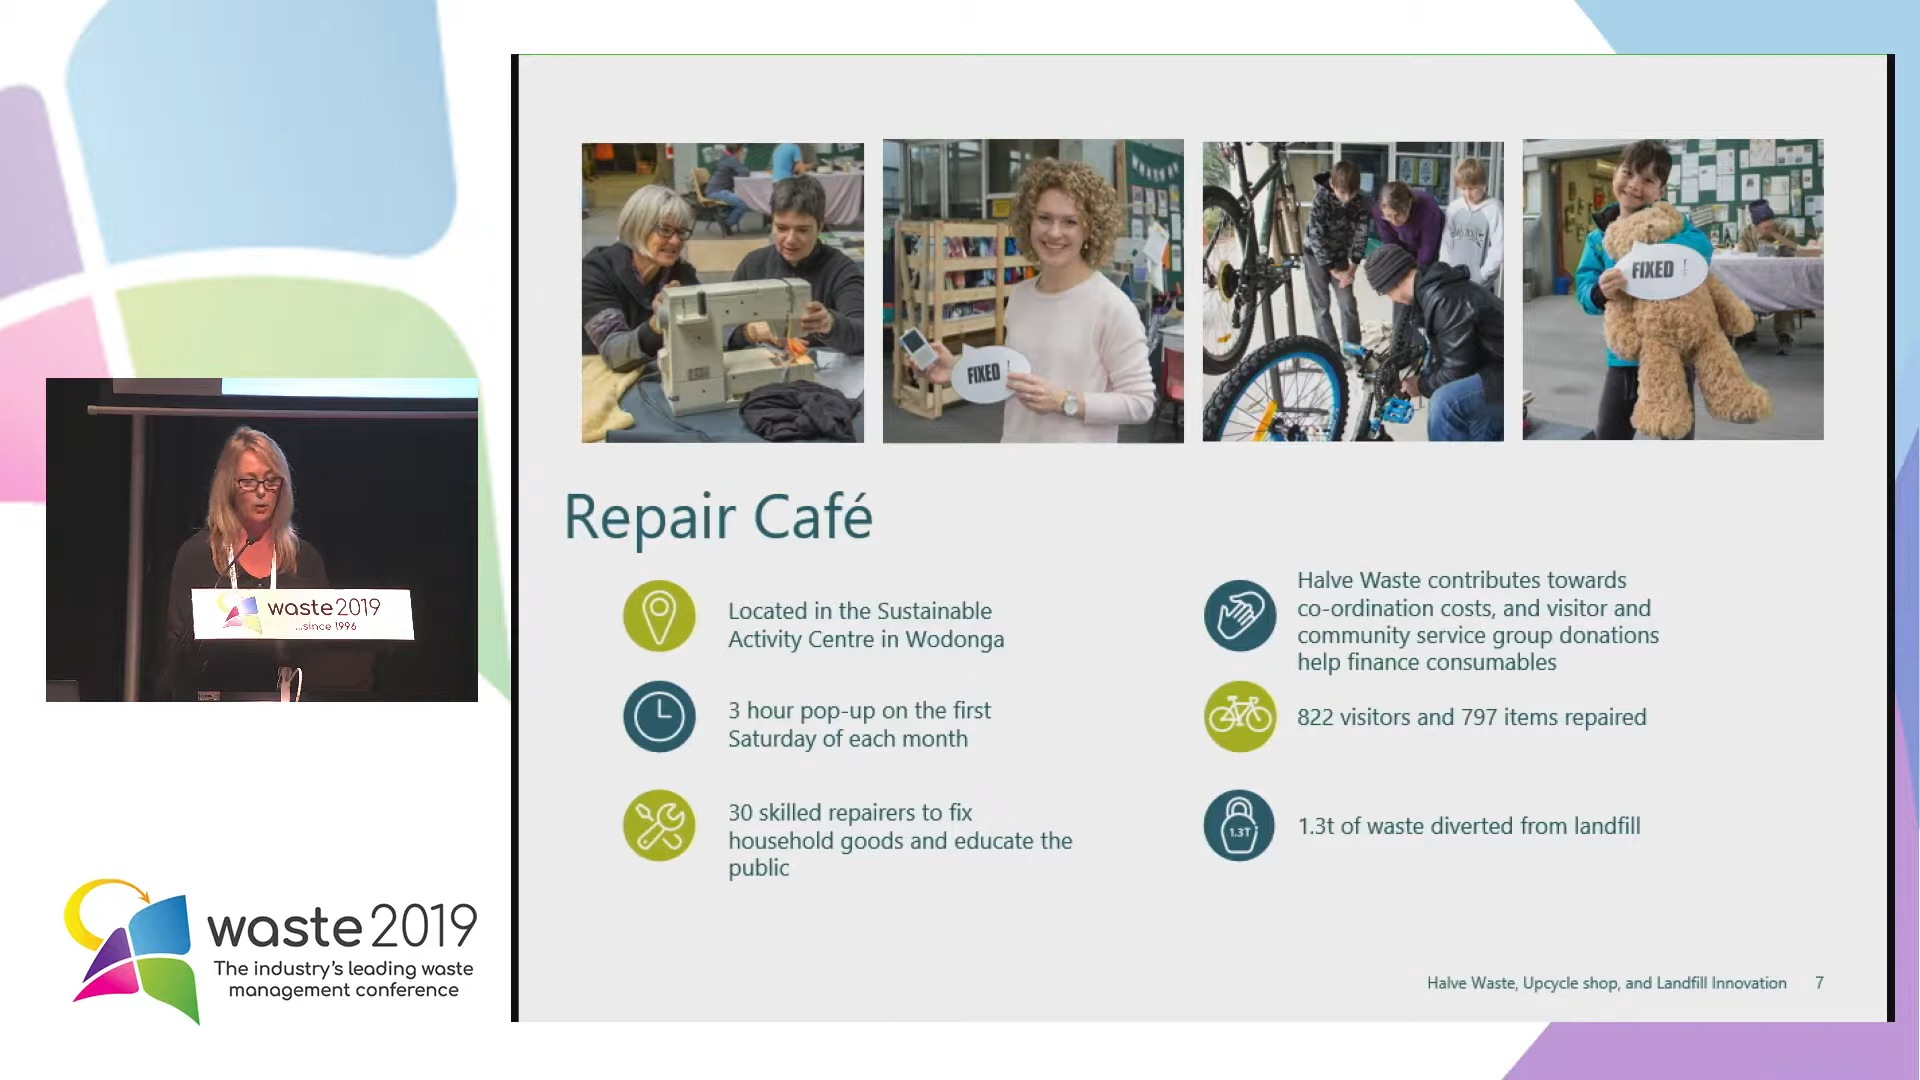 FIXED !
FIXED !
Repair Café
Located in the Sustainable
Activity Centre in Wodonga
3 hour pop-up on the first
Saturday of each month
30 skilled repairers to fix
household goods and educate the
public
Halve Waste contributes towards
co-ordination costs, and visitor and
community service group donations
help finance consumables
822 visitors and 797 items repaired
1.3T
1.3t of waste diverted from landfill
Halve Waste, Upcycle shop, and Landfill Innovation 7
waste2019
...since 1996
waste2019
The industry's leading waste
management conference